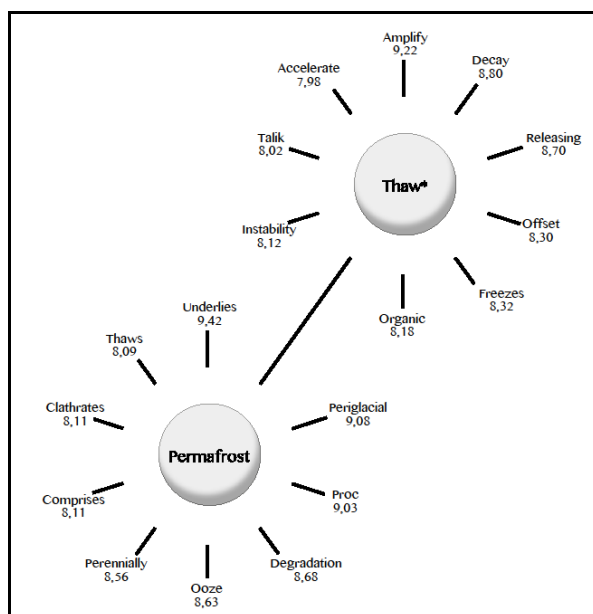 Amplify
9,22
Accelerate
7,98
Decay
8,80
Talik
8,02
Releasing
8,70
Thaw*
Instability
8,12
Offset
8,30
Freezes
8,32
Organic
8,18
Underlies
9,42
Thaws
8,09
Clathrates
8,11
Periglacial
9,08
Permafrost
Comprises
8,11
Proc
9,03
Perennially
8,56
Degradation
8,68
Ooze
8,63